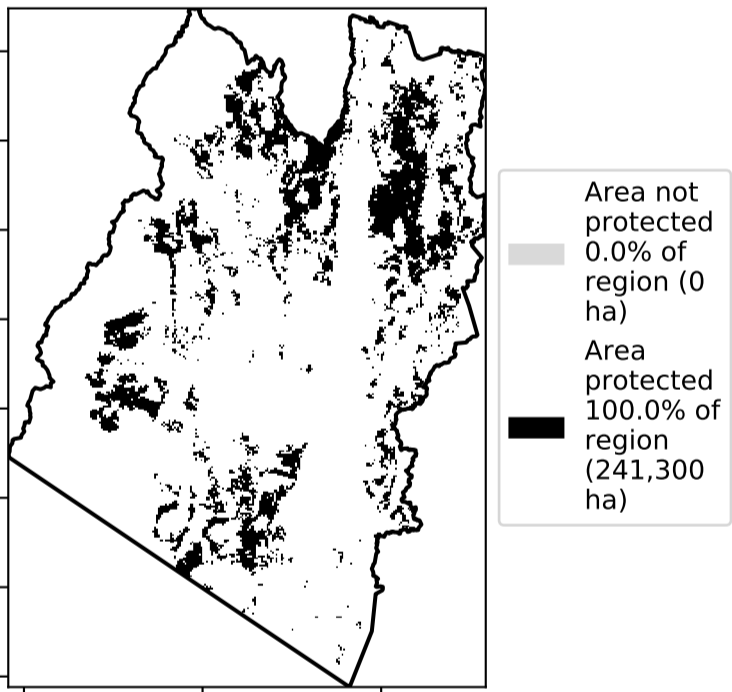 Area not
protected
0.0% of
region (0
ha)
Area
protected
100.0% of
region
(241,300
ha)